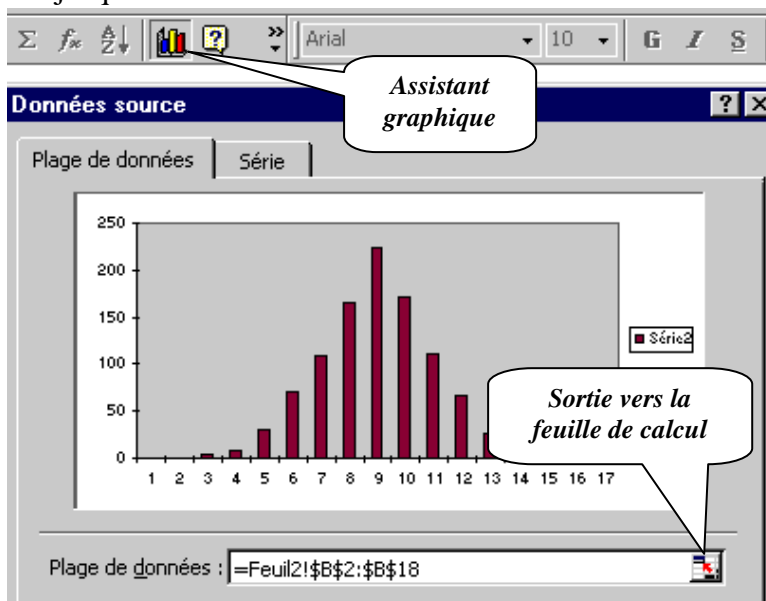 Σ fx A Z Arial 10 G I S
Assistant
graphique
Données source
Plage de données Série
250
200
150
100
50
0
1 2 3 4 5 6 7 8 9 10 11 12 13 14 15 16 17
Série2
Sortie vers la
feuille de calcul
Plage de données : =Feuil2!$B$2:$B$18